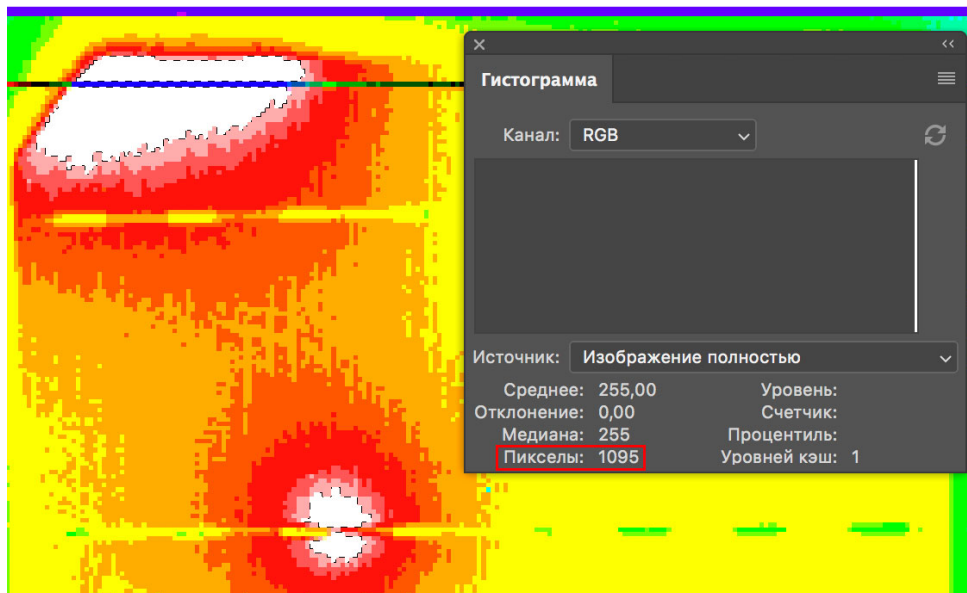 Гистограмма
Канал: RGB
Источник: Изображение полностью
Среднее: 255,00 Уровень:
Отклонение: 0,00 Счетчик:
Медиана: 255 Процентиль:
Пикселы: 1095 Уровней кэш: 1